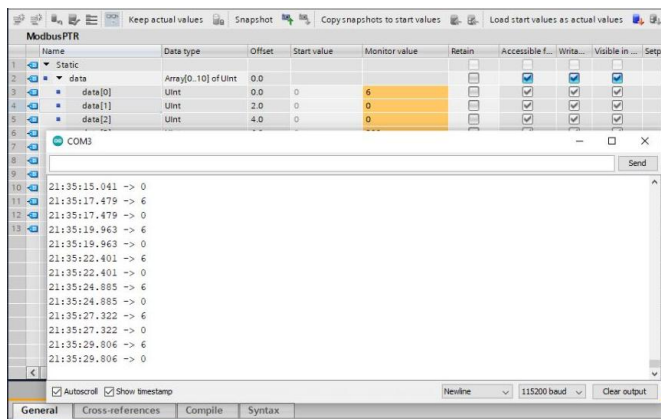 Keep actual values Snapshot Copy snapshots to start values Load start values as actual values
ModbusPTR
Name Data type Offset Start value Monitor value Retain Accessible f... Writa... Visible in ... Setp
1 Static
2 data Array[0..10] of UInt 0.0
3 data[0] UInt 0.0 0 6
4 data[1] UInt 2.0 0 0
5 data[2] UInt 4.0 0 0
6
7
8
9
10
11
12
13
COM3
Send
21:35:15.041 -> 0
21:35:17.479 -> 6
21:35:17.479 -> 0
21:35:19.963 -> 6
21:35:19.963 -> 0
21:35:22.401 -> 6
21:35:22.401 -> 0
21:35:24.885 -> 6
21:35:24.885 -> 0
21:35:27.322 -> 6
21:35:27.322 -> 0
21:35:29.806 -> 6
21:35:29.806 -> 0
Autoscroll Show timestamp Newline 115200 baud Clear output
General Cross-references Compile Syntax